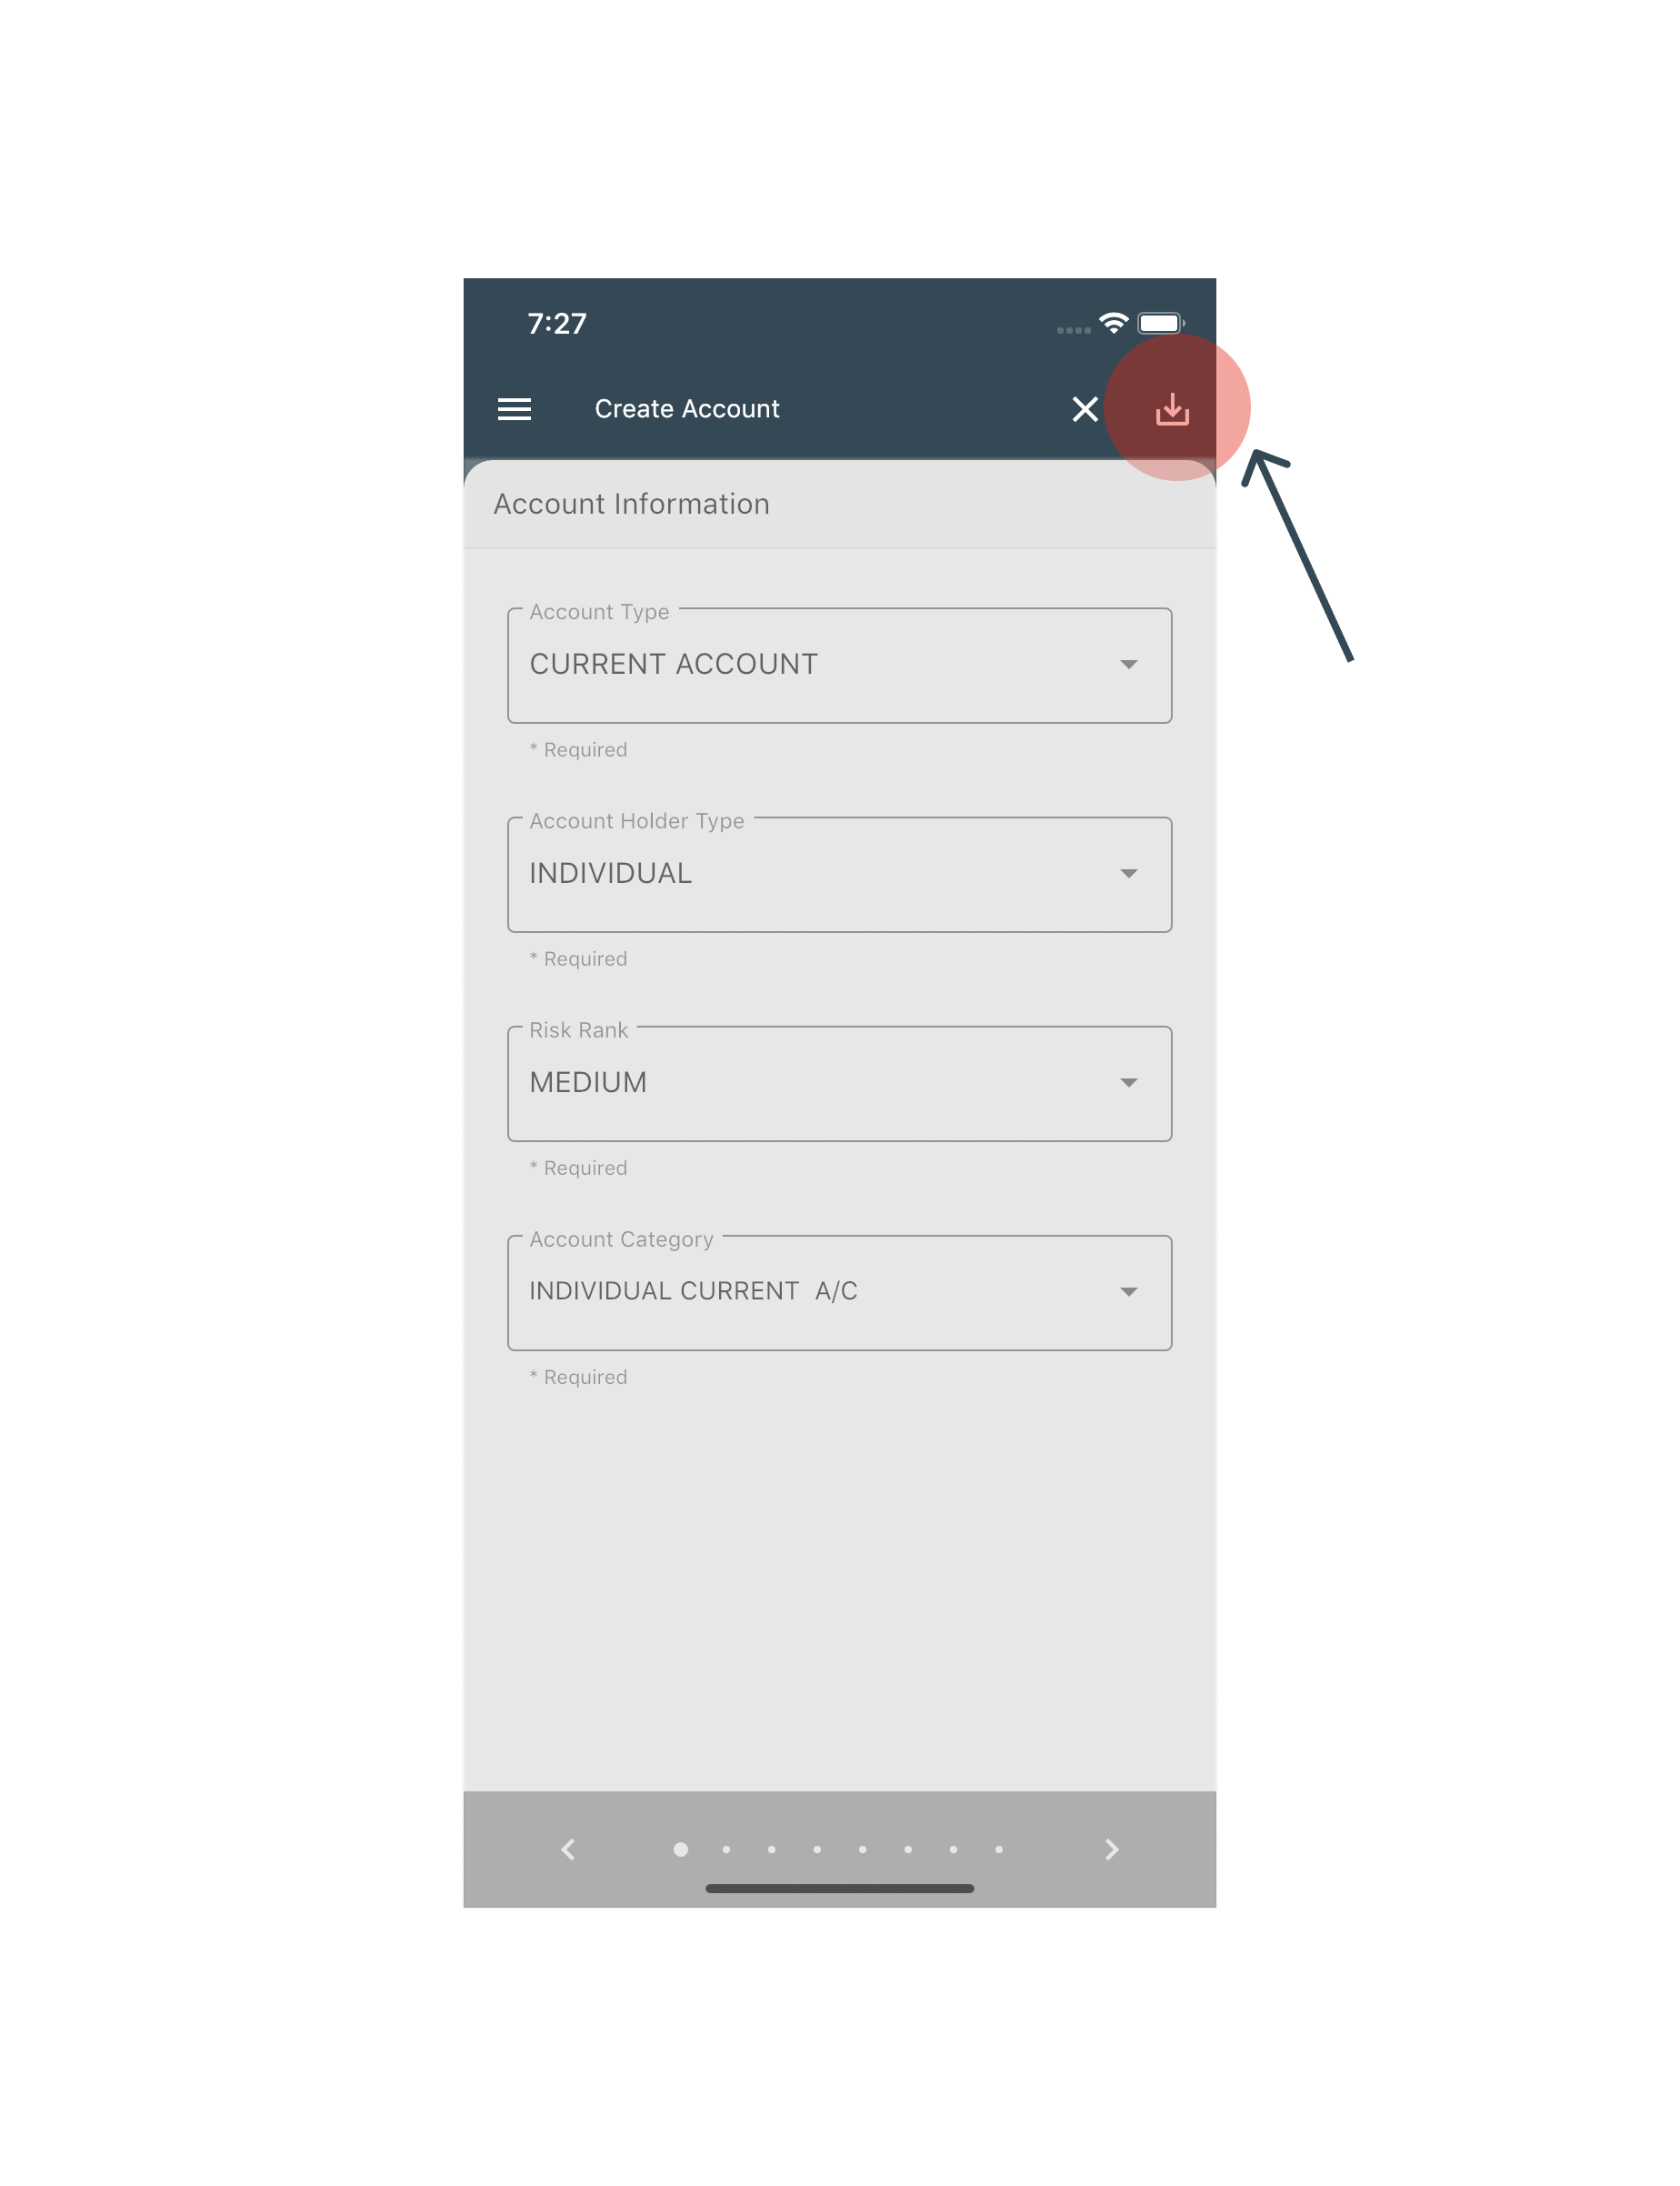 7:27
Create Account
Account Information
Account Type
CURRENT ACCOUNT
* Required
Account Holder Type
INDIVIDUAL
* Required
Risk Rank
MEDIUM
* Required
Account Category
INDIVIDUAL CURRENT  A/C
* Required